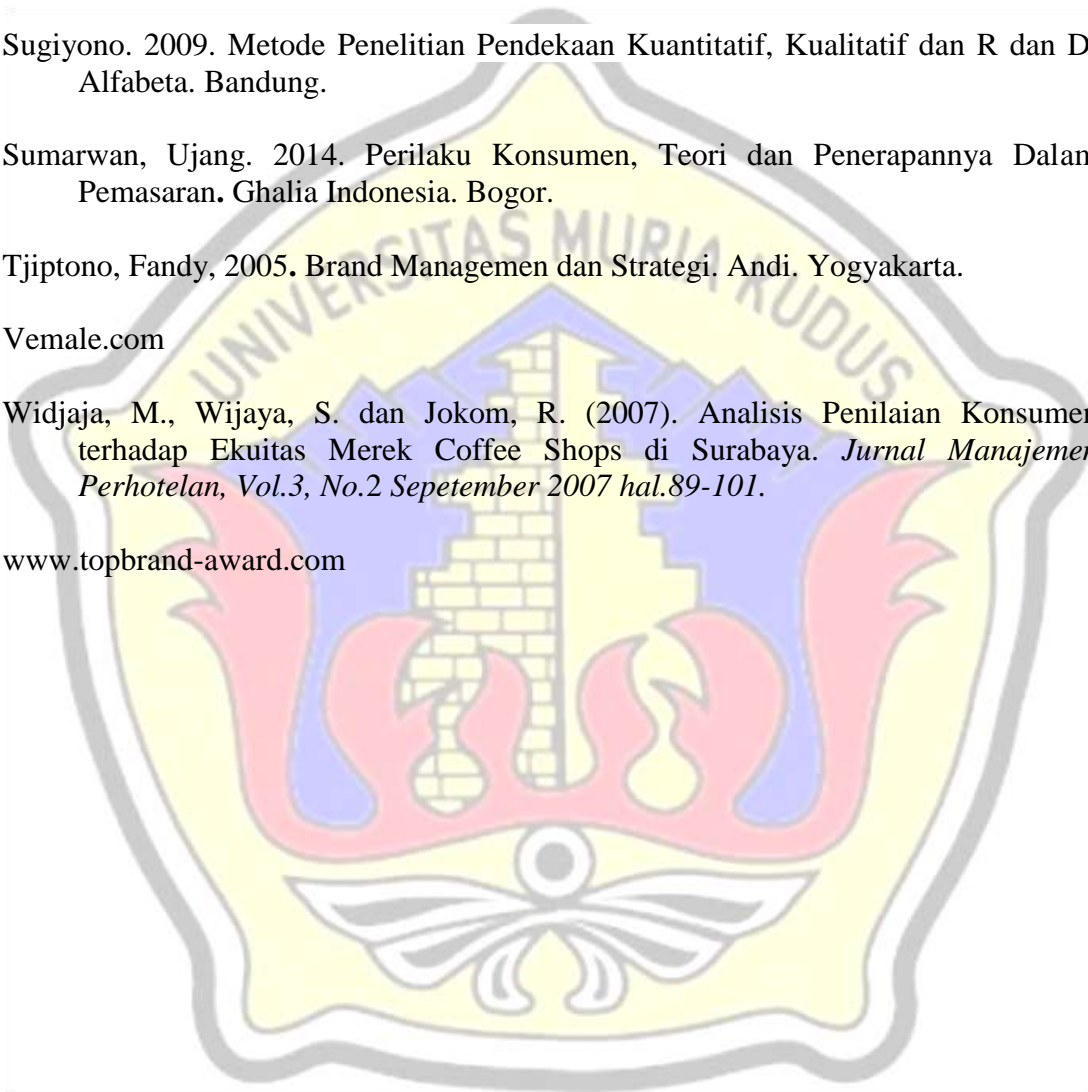 Sugiyono. 2009. Metode Penelitian Pendekaan Kuantitatif, Kualitatif dan R dan D
Alfabeta. Bandung.
Sumarwan, Ujang. 2014. Perilaku Konsumen, Teori dan Penerapannya Dalam
Pemasaran. Ghalia Indonesia. Bogor.
Tjiptono, Fandy, 2005. Brand Managemen dan Strategi. Andi. Yogyakarta.
UNIVERSITAS MURIA KUDUS
Vemale.com
Widjaja, M., Wijaya, S. dan Jokom, R. (2007). Analisis Penilaian Konsumen
terhadap Ekuitas Merek Coffee Shops di Surabaya. Jurnal Manajemen
Perhotelan, Vol.3, No.2 Sepetember 2007 hal.89-101.
www.topbrand-award.com